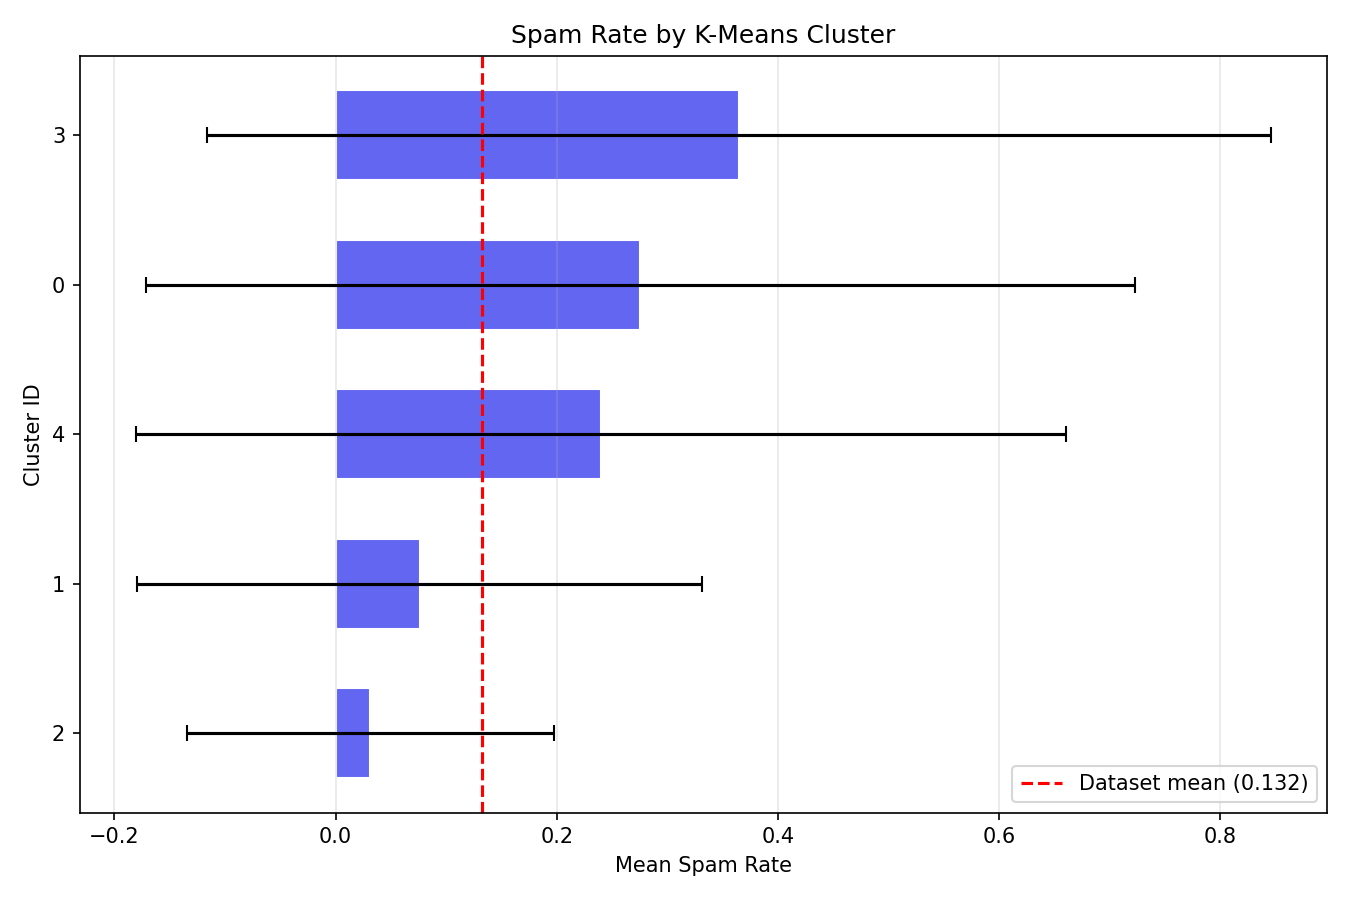 Spam Rate by K-Means Cluster
Cluster ID
3
0
4
1
2
Dataset mean (0.132)
−0.2
0.0
0.2
0.4
0.6
0.8
Mean Spam Rate